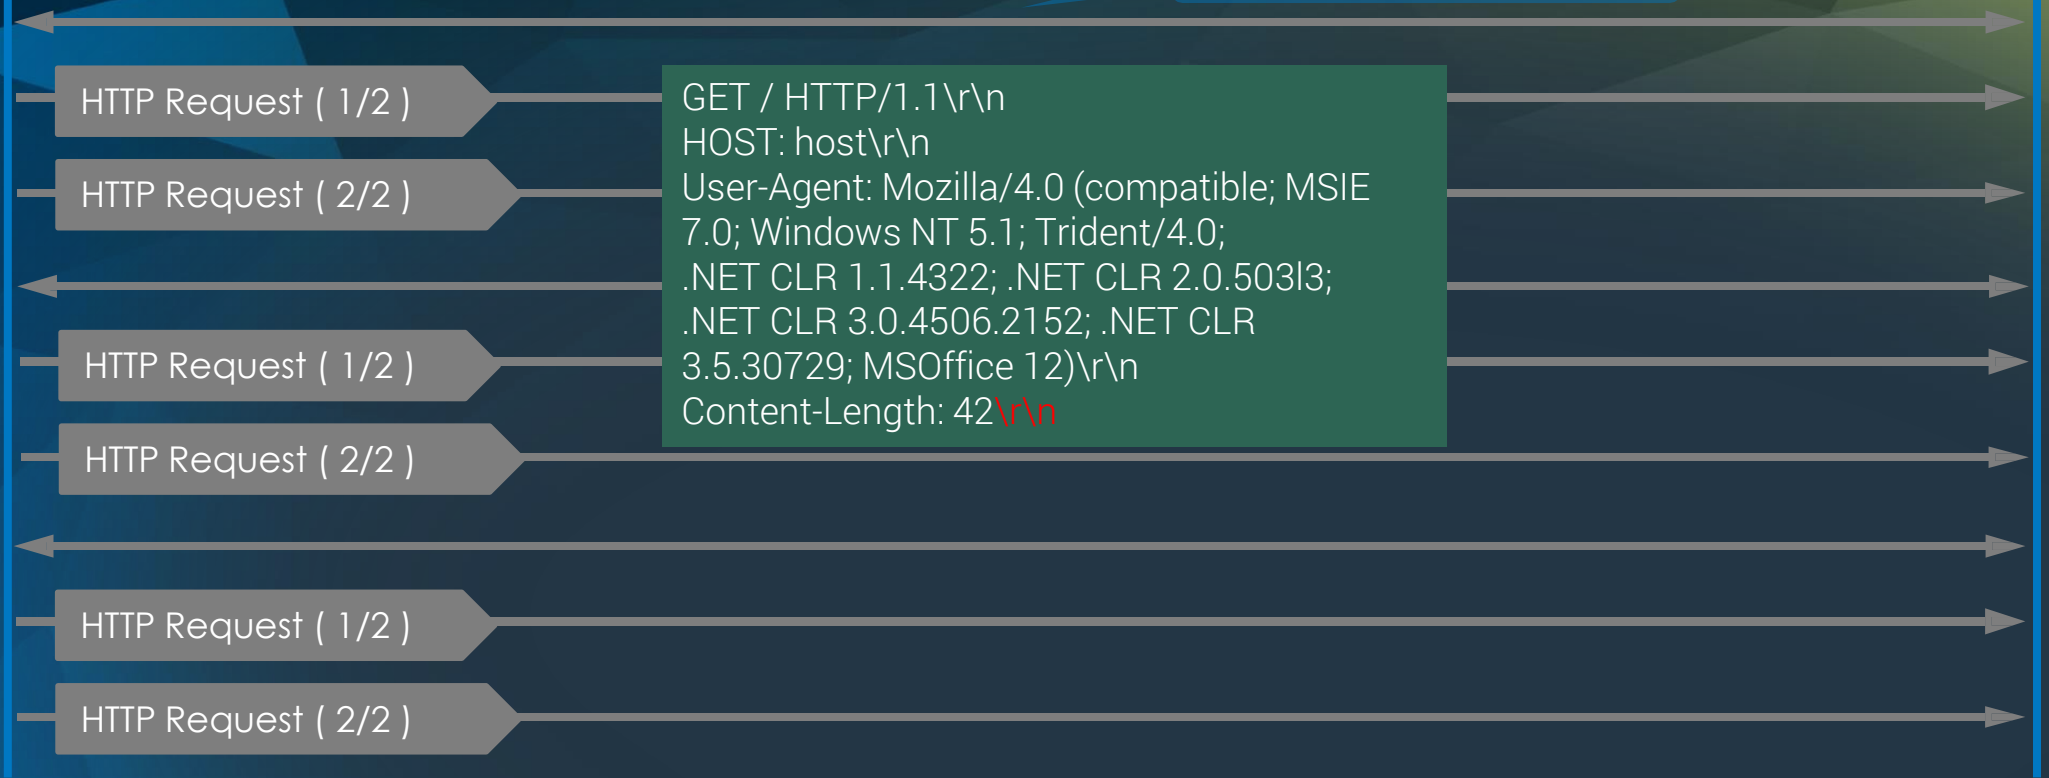 HTTP Request ( 1/2 )
HTTP Request ( 2/2 )
GET / HTTP/1.1\r\n
HOST: host\r\n
User-Agent: Mozilla/4.0 (compatible; MSIE
7.0; Windows NT 5.1; Trident/4.0;
.NET CLR 1.1.4322; .NET CLR 2.0.503l3;
.NET CLR 3.0.4506.2152; .NET CLR
3.5.30729; MSOffice 12)\r\n
Content-Length: 42\r\n
HTTP Request ( 1/2 )
HTTP Request ( 2/2 )
HTTP Request ( 1/2 )
HTTP Request ( 2/2 )